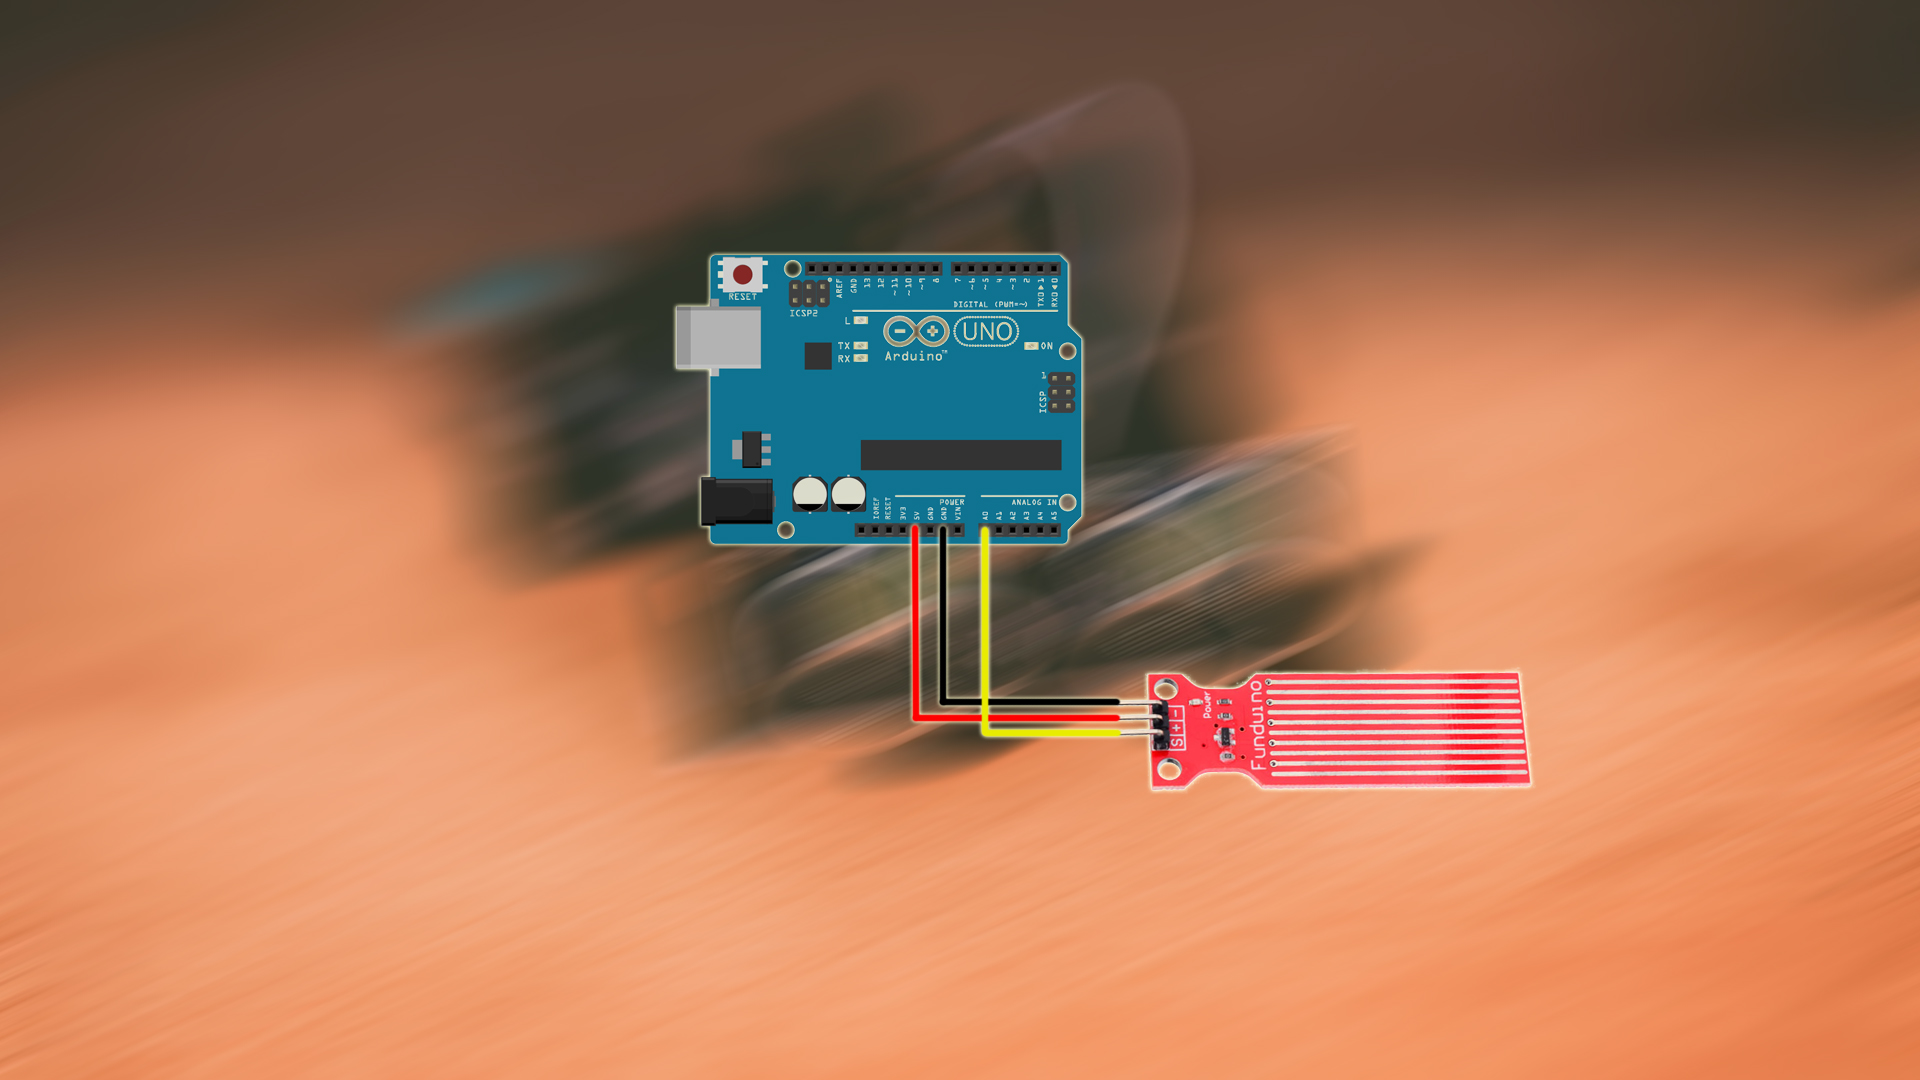 RESET
ICSP2
AREF
GND
13
12
~11
~10
~9
8
7
~6
~5
4
~3
2
TX0▶1
RX0◀0
DIGITAL (PWM=~)
L
TX
RX
Arduino™
UNO
ON
1
ICSP
POWER
ANALOG IN
IOREF
RESET
3V3
5V
GND
GND
VIN
A0
A1
A2
A3
A4
A5
S + -
Power
Funduino